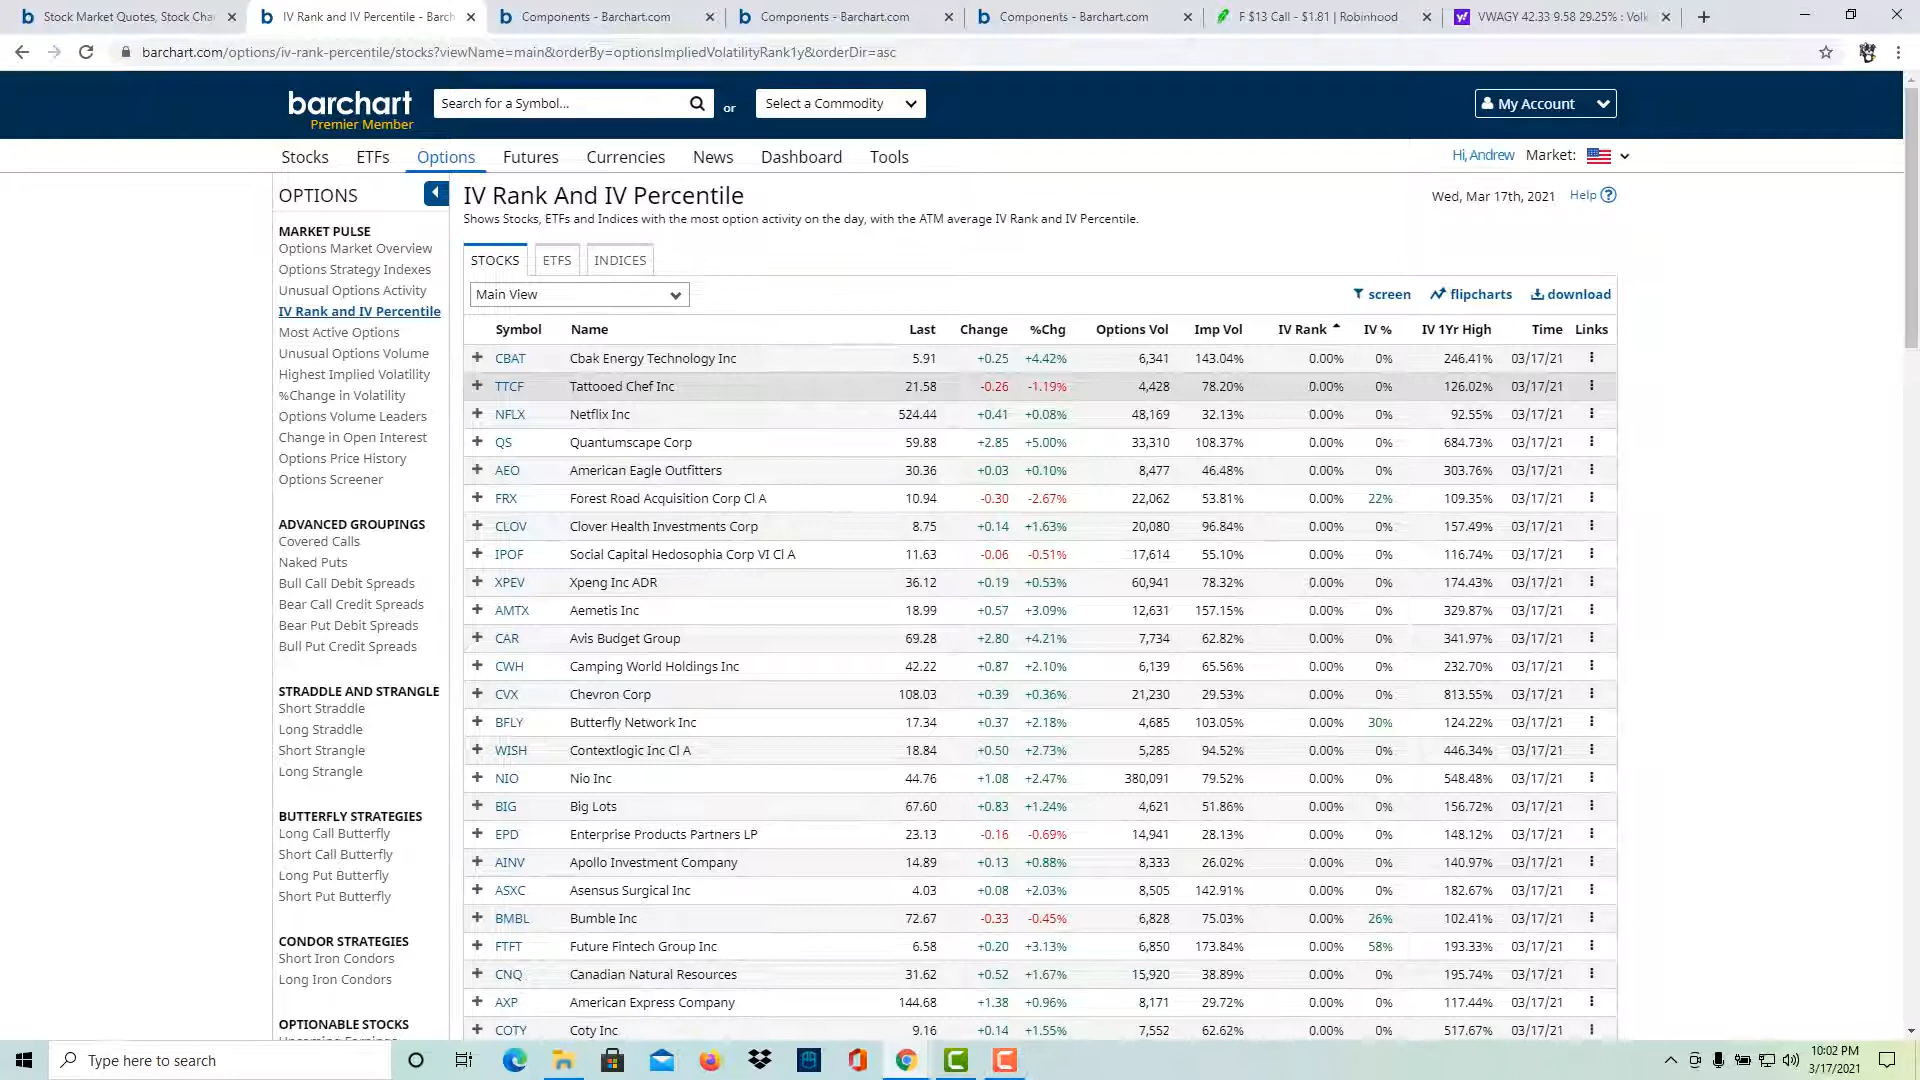 Stock Market Quotes, Stock Cha
IV Rank and IV Percentile - Barch
Components - Barchart.com
Components - Barchart.com
Components - Barchart.com
F $13 Call - $1.81 | Robinhood
VWAGY 42.33 9.58 29.25% : Volk
barchart.com/options/iv-rank-percentile/stocks?viewName=main&orderBy=optionsImpliedVolatilityRank1y&orderDir=asc
barchart
Premier Member
Search for a Symbol...
or
Select a Commodity
My Account
Stocks ETFs Options Futures Currencies News Dashboard Tools
Hi, Andrew Market:
OPTIONS
MARKET PULSE
Options Market Overview
Options Strategy Indexes
Unusual Options Activity
IV Rank and IV Percentile
Most Active Options
Unusual Options Volume
Highest Implied Volatility
%Change in Volatility
Options Volume Leaders
Change in Open Interest
Options Price History
Options Screener
ADVANCED GROUPINGS
Covered Calls
Naked Puts
Bull Call Debit Spreads
Bear Call Credit Spreads
Bear Put Debit Spreads
Bull Put Credit Spreads
STRADDLE AND STRANGLE
Short Straddle
Long Straddle
Short Strangle
Long Strangle
BUTTERFLY STRATEGIES
Long Call Butterfly
Short Call Butterfly
Long Put Butterfly
Short Put Butterfly
CONDOR STRATEGIES
Short Iron Condors
Long Iron Condors
OPTIONABLE STOCKS
IV Rank And IV Percentile
Wed, Mar 17th, 2021 Help ?
Shows Stocks, ETFs and Indices with the most option activity on the day, with the ATM average IV Rank and IV Percentile.
STOCKS ETFS INDICES
Main View
screen flipcharts download
Symbol Name Last Change %Chg Options Vol Imp Vol IV Rank IV % IV 1Yr High Time Links
+ CBAT Cbak Energy Technology Inc 5.91 +0.25 +4.42% 6,341 143.04% 0.00% 0% 246.41% 03/17/21
+ TTCF Tattooed Chef Inc 21.58 -0.26 -1.19% 4,428 78.20% 0.00% 0% 126.02% 03/17/21
+ NFLX Netflix Inc 524.44 +0.41 +0.08% 48,169 32.13% 0.00% 0% 92.55% 03/17/21
+ QS Quantumscape Corp 59.88 +2.85 +5.00% 33,310 108.37% 0.00% 0% 684.73% 03/17/21
+ AEO American Eagle Outfitters 30.36 +0.03 +0.10% 8,477 46.48% 0.00% 0% 303.76% 03/17/21
+ FRX Forest Road Acquisition Corp Cl A 10.94 -0.30 -2.67% 22,062 53.81% 0.00% 22% 109.35% 03/17/21
+ CLOV Clover Health Investments Corp 8.75 +0.14 +1.63% 20,080 96.84% 0.00% 0% 157.49% 03/17/21
+ IPOF Social Capital Hedosophia Corp VI Cl A 11.63 -0.06 -0.51% 17,614 55.10% 0.00% 0% 116.74% 03/17/21
+ XPEV Xpeng Inc ADR 36.12 +0.19 +0.53% 60,941 78.32% 0.00% 0% 174.43% 03/17/21
+ AMTX Aemetis Inc 18.99 +0.57 +3.09% 12,631 157.15% 0.00% 0% 329.87% 03/17/21
+ CAR Avis Budget Group 69.28 +2.80 +4.21% 7,734 62.82% 0.00% 0% 341.97% 03/17/21
+ CWH Camping World Holdings Inc 42.22 +0.87 +2.10% 6,139 65.56% 0.00% 0% 232.70% 03/17/21
+ CVX Chevron Corp 108.03 +0.39 +0.36% 21,230 29.53% 0.00% 0% 813.55% 03/17/21
+ BFLY Butterfly Network Inc 17.34 +0.37 +2.18% 4,685 103.05% 0.00% 30% 124.22% 03/17/21
+ WISH Contextlogic Inc Cl A 18.84 +0.50 +2.73% 5,285 94.52% 0.00% 0% 446.34% 03/17/21
+ NIO Nio Inc 44.76 +1.08 +2.47% 380,091 79.52% 0.00% 0% 548.48% 03/17/21
+ BIG Big Lots 67.60 +0.83 +1.24% 4,621 51.86% 0.00% 0% 156.72% 03/17/21
+ EPD Enterprise Products Partners LP 23.13 -0.16 -0.69% 14,941 28.13% 0.00% 0% 148.12% 03/17/21
+ AINV Apollo Investment Company 14.89 +0.13 +0.88% 8,333 26.02% 0.00% 0% 140.97% 03/17/21
+ ASXC Asensus Surgical Inc 4.03 +0.08 +2.03% 8,505 142.91% 0.00% 0% 182.67% 03/17/21
+ BMBL Bumble Inc 72.67 -0.33 -0.45% 6,828 75.03% 0.00% 26% 102.41% 03/17/21
+ FTFT Future Fintech Group Inc 6.58 +0.20 +3.13% 6,850 173.84% 0.00% 58% 193.33% 03/17/21
+ CNQ Canadian Natural Resources 31.62 +0.52 +1.67% 15,920 38.89% 0.00% 0% 195.74% 03/17/21
+ AXP American Express Company 144.68 +1.38 +0.96% 8,171 29.72% 0.00% 0% 117.44% 03/17/21
+ COTY Coty Inc 9.16 +0.14 +1.55% 7,552 62.62% 0.00% 0% 517.67% 03/17/21
Type here to search
10:02 PM
3/17/2021